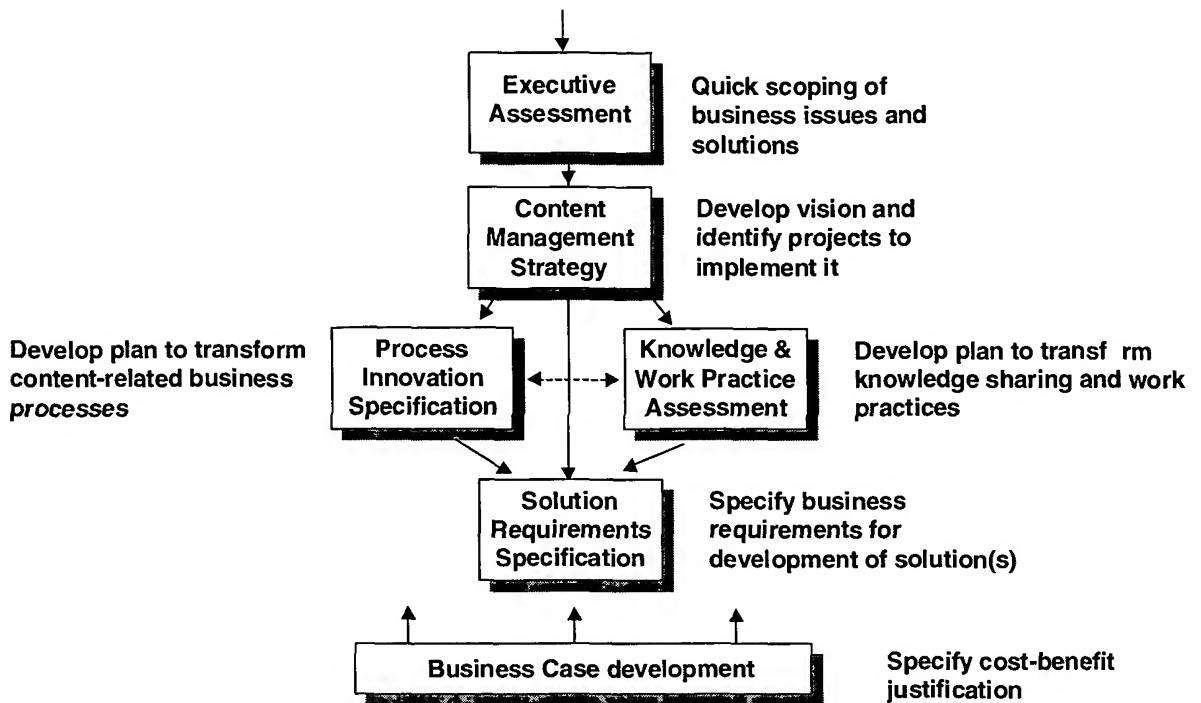 Executive
Assessment
Quick scoping of
business issues and
solutions
Content
Management
Strategy
Develop vision and
identify projects to
implement it
Develop plan to transform
content-related business
processes
Process
Innovation
Specification
Knowledge &
Work Practice
Assessment
Develop plan to transf rm
knowledge sharing and work
practices
Solution
Requirements
Specification
Specify business
requirements for
development of solution(s)
Business Case development
Specify cost-benefit
justification